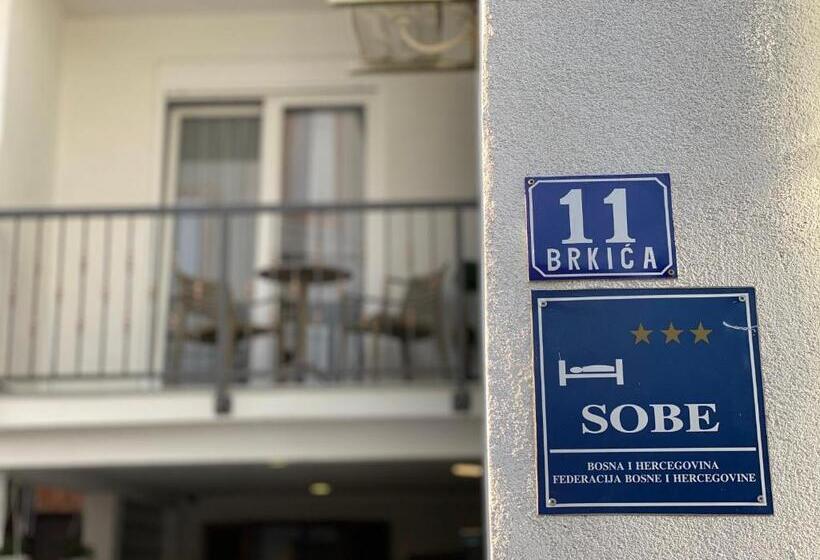 11
BRKIĆA
SOBE
BOSNA I HERCEGOVINA
FEDERACIJA BOSNE I HERCEGOVINE